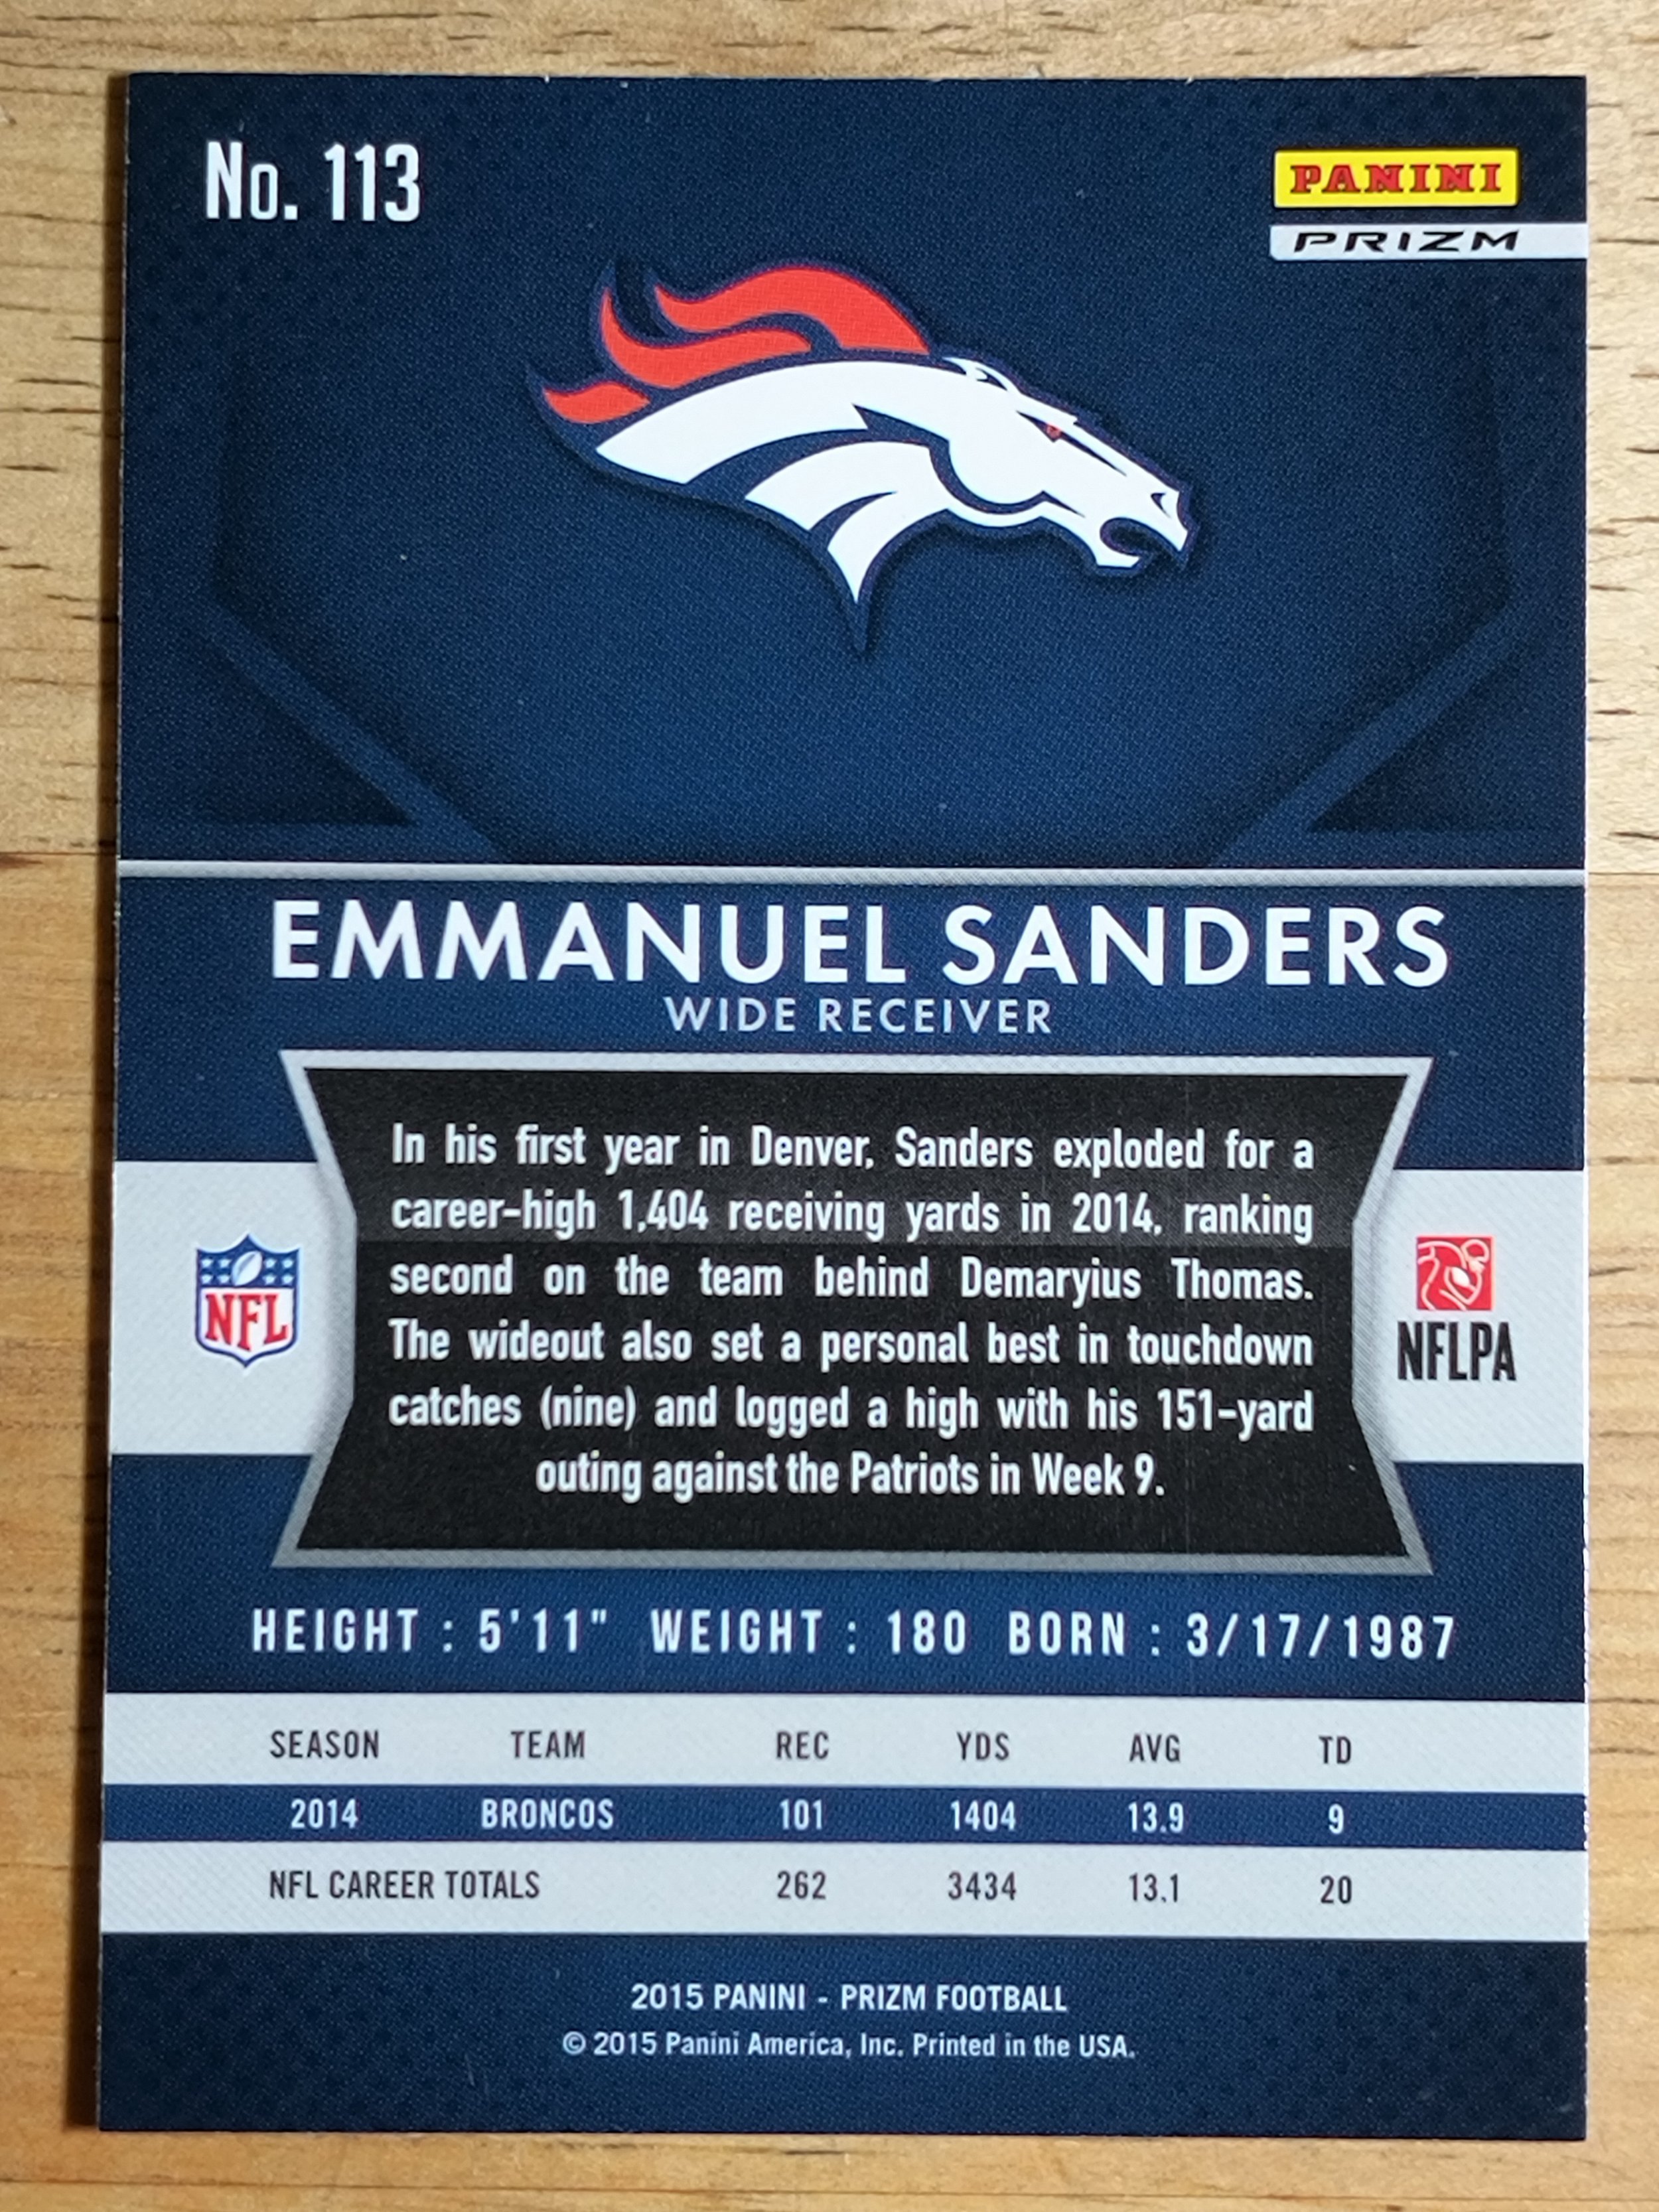 No. 113
PANINI
PRIZM
EMMANUEL SANDERS
WIDE RECEIVER
In his first year in Denver, Sanders exploded for a
career-high 1,404 receiving yards in 2014, ranking
second on the team behind Demaryius Thomas.
The wideout also set a personal best in touchdown
catches (nine) and logged a high with his 151-yard
outing against the Patriots in Week 9.
NFL
NFLPA
HEIGHT : 5'11" WEIGHT : 180 BORN : 3/17/1987
SEASON TEAM REC YDS AVG TD
2014 BRONCOS 101 1404 13.9 9
NFL CAREER TOTALS 262 3434 13.1 20
2015 PANINI - PRIZM FOOTBALL
© 2015 Panini America, Inc. Printed in the USA.